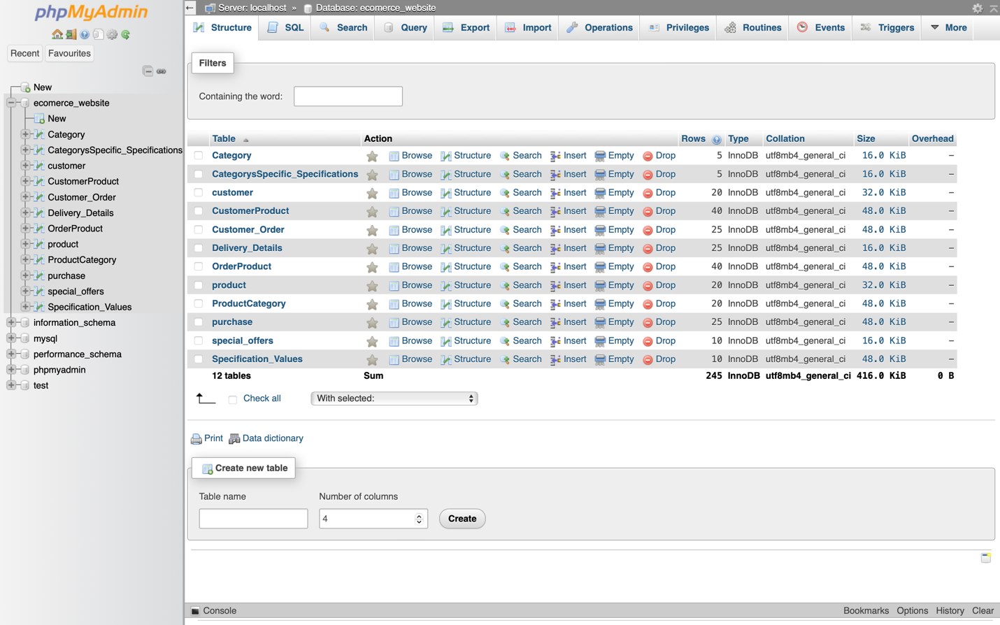 phpMyAdmin
Recent Favourites
New
ecomerce_website
New
Category
CategorysSpecific_Specifications
customer
CustomerProduct
Customer_Order
Delivery_Details
OrderProduct
product
ProductCategory
purchase
special_offers
Specification_Values
information_schema
mysql
performance_schema
phpmyadmin
test
Server: localhost » Database: ecomerce_website
Structure SQL Search Query Export Import Operations Privileges Routines Events Triggers More
Filters
Containing the word:
Table Action Rows Type Collation Size Overhead
Category Browse Structure Search Insert Empty Drop 5 InnoDB utf8mb4_general_ci 16.0 KiB –
CategorysSpecific_Specifications Browse Structure Search Insert Empty Drop 5 InnoDB utf8mb4_general_ci 16.0 KiB –
customer Browse Structure Search Insert Empty Drop 20 InnoDB utf8mb4_general_ci 32.0 KiB –
CustomerProduct Browse Structure Search Insert Empty Drop 40 InnoDB utf8mb4_general_ci 48.0 KiB –
Customer_Order Browse Structure Search Insert Empty Drop 25 InnoDB utf8mb4_general_ci 48.0 KiB –
Delivery_Details Browse Structure Search Insert Empty Drop 25 InnoDB utf8mb4_general_ci 16.0 KiB –
OrderProduct Browse Structure Search Insert Empty Drop 40 InnoDB utf8mb4_general_ci 48.0 KiB –
product Browse Structure Search Insert Empty Drop 20 InnoDB utf8mb4_general_ci 32.0 KiB –
ProductCategory Browse Structure Search Insert Empty Drop 20 InnoDB utf8mb4_general_ci 48.0 KiB –
purchase Browse Structure Search Insert Empty Drop 25 InnoDB utf8mb4_general_ci 48.0 KiB –
special_offers Browse Structure Search Insert Empty Drop 10 InnoDB utf8mb4_general_ci 16.0 KiB –
Specification_Values Browse Structure Search Insert Empty Drop 10 InnoDB utf8mb4_general_ci 48.0 KiB –
12 tables Sum 245 InnoDB utf8mb4_general_ci 416.0 KiB 0 B
Check all With selected:
Print Data dictionary
Create new table
Table name Number of columns
4 Create
Console Bookmarks Options History Clear